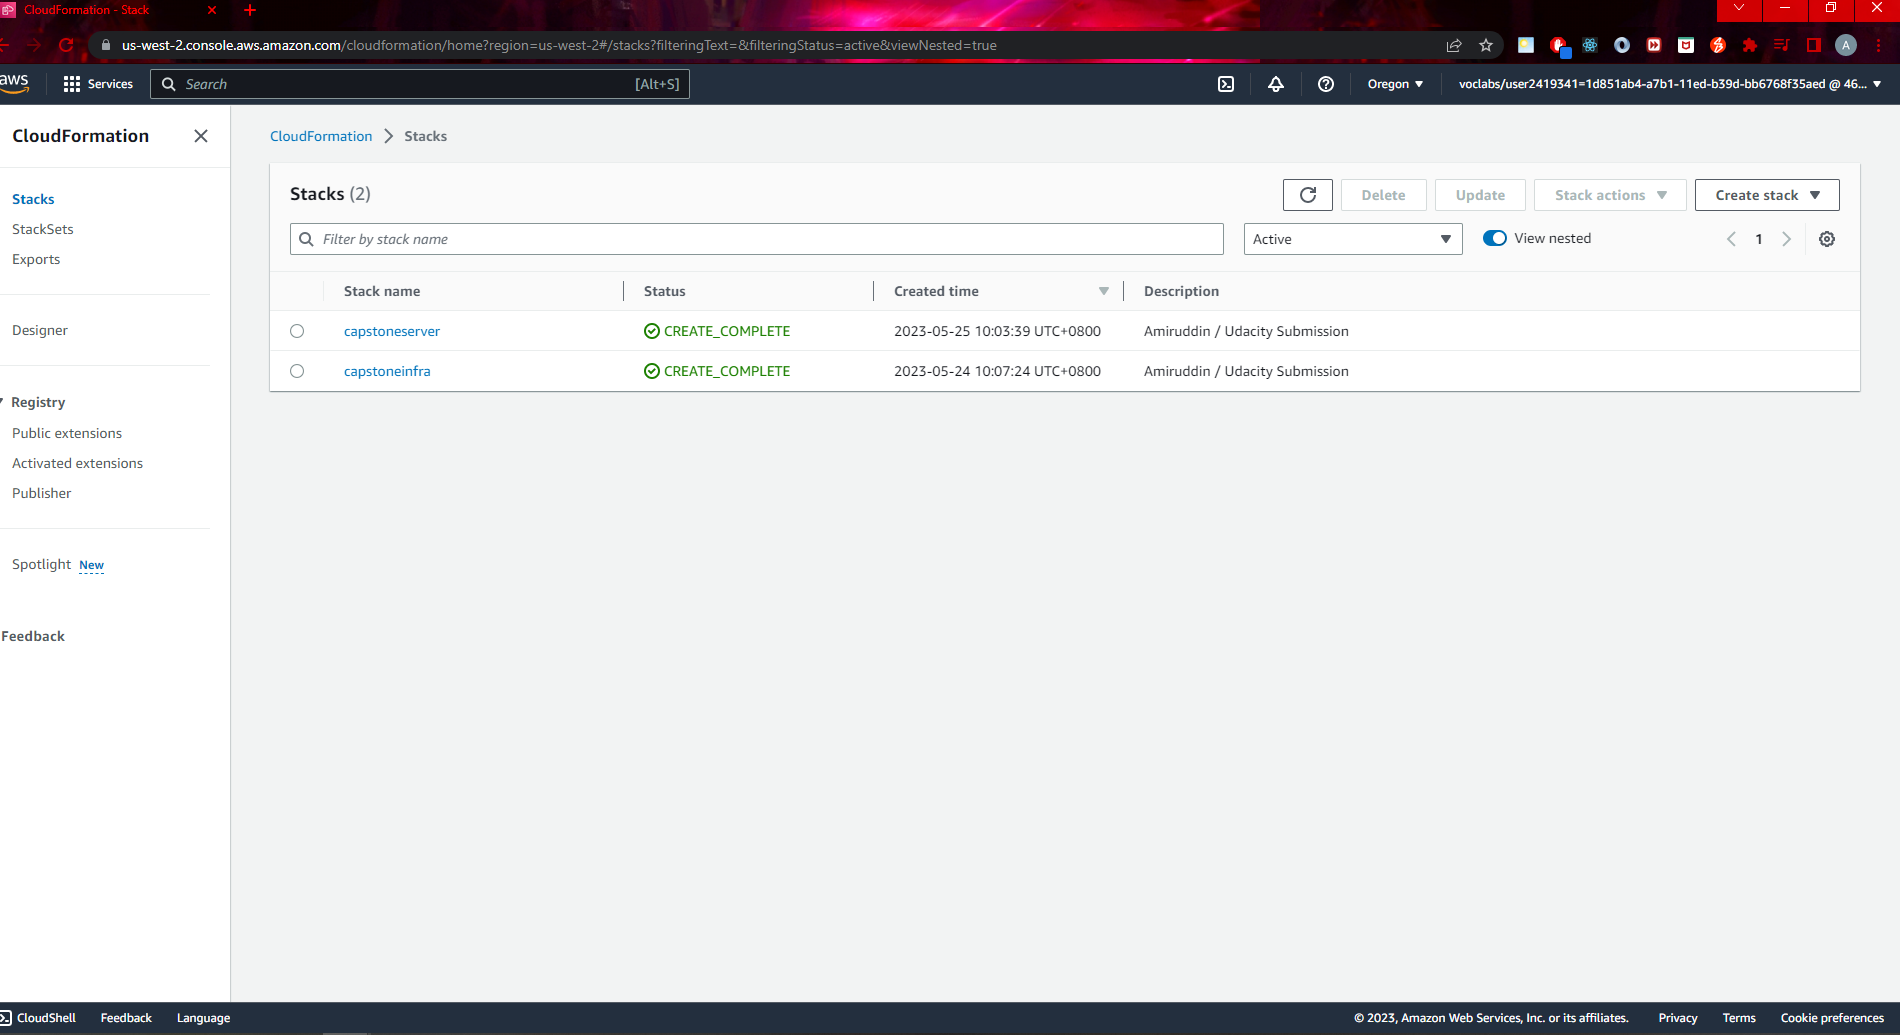 CloudFormation - Stack
us-west-2.console.aws.amazon.com/cloudformation/home?region=us-west-2#/stacks?filteringText=&filteringStatus=active&viewNested=true
A
aws
Services
Search
[Alt+S]
Oregon
voclabs/user2419341=1d851ab4-a7b1-11ed-b39d-bb6768f35aed @ 46...
CloudFormation
Stacks
StackSets
Exports
Designer
Registry
Public extensions
Activated extensions
Publisher
Spotlight New
Feedback
CloudFormation Stacks
Stacks (2)
Delete
Update
Stack actions
Create stack
Filter by stack name
Active
View nested
1
Stack name Status Created time Description
capstoneserver CREATE_COMPLETE 2023-05-25 10:03:39 UTC+0800 Amiruddin / Udacity Submission
capstoneinfra CREATE_COMPLETE 2023-05-24 10:07:24 UTC+0800 Amiruddin / Udacity Submission
CloudShell Feedback Language
© 2023, Amazon Web Services, Inc. or its affiliates. Privacy Terms Cookie preferences